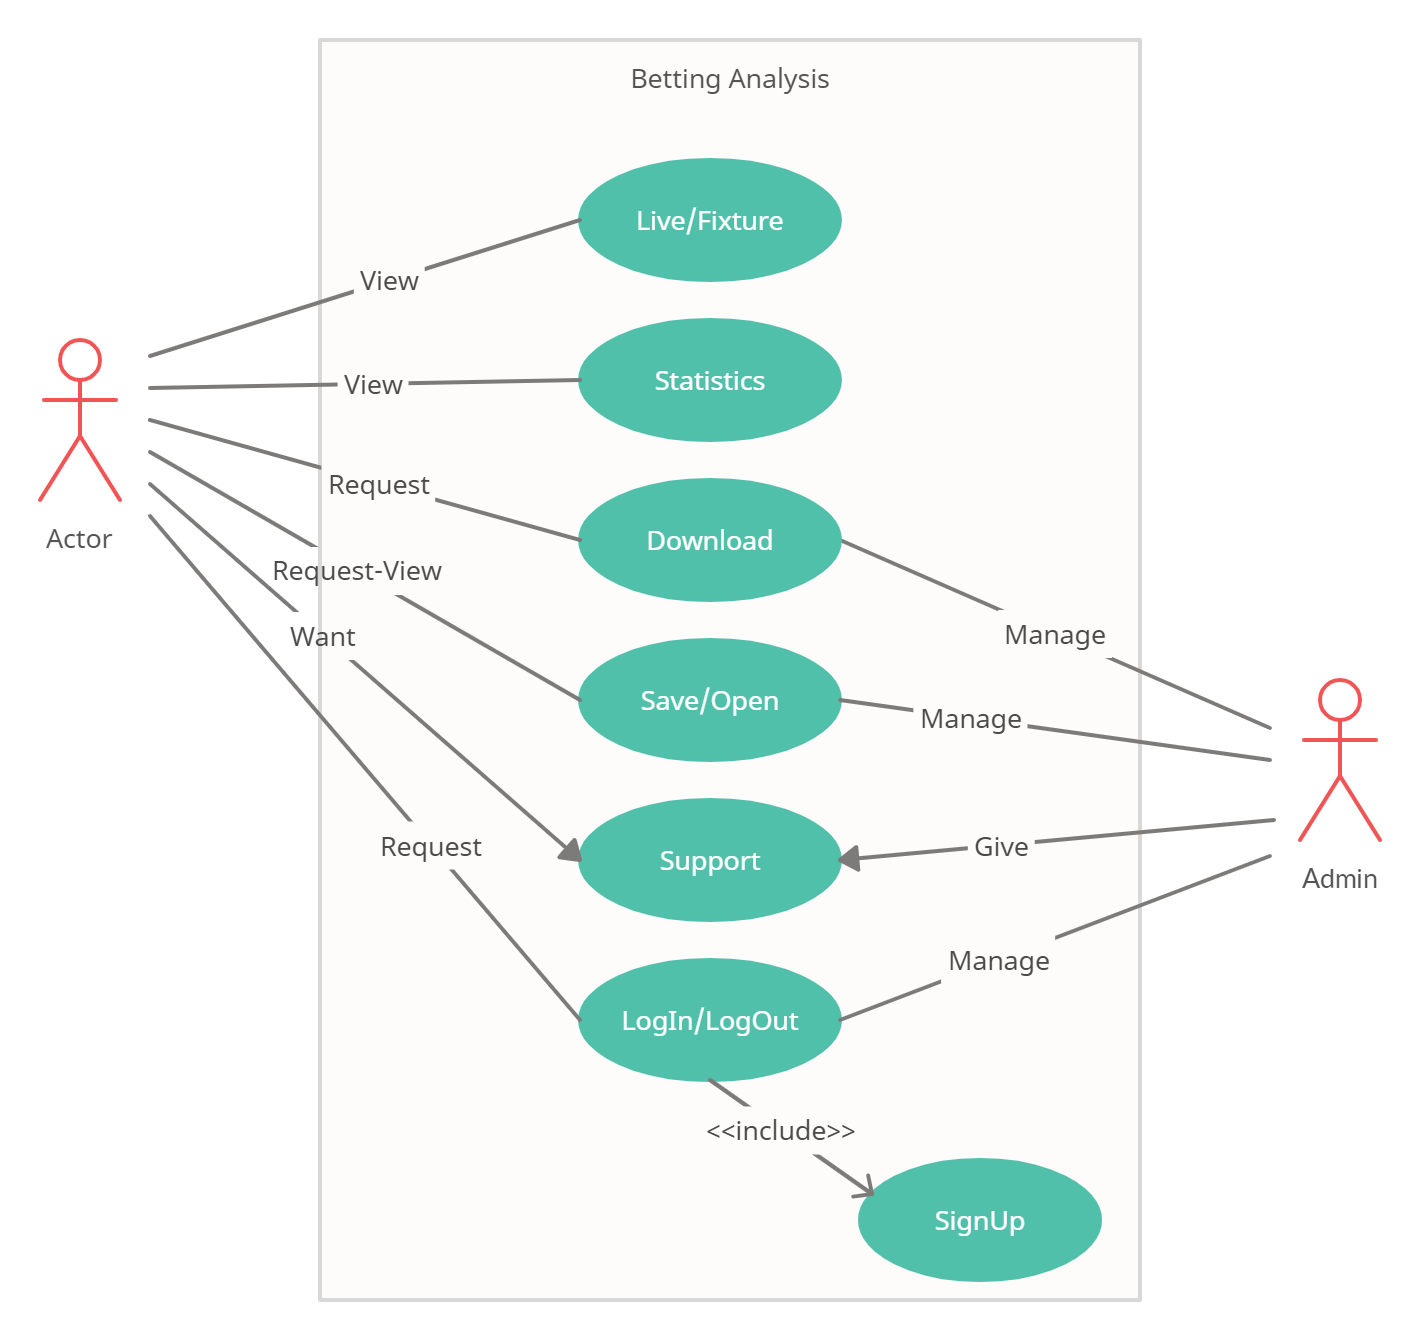 Betting Analysis
Live/Fixture
View
Statistics
View
Request
Download
Actor
Request-View
Want
Manage
Save/Open
Manage
Request
Support
Give
Admin
Manage
LogIn/LogOut
<<include>>
SignUp